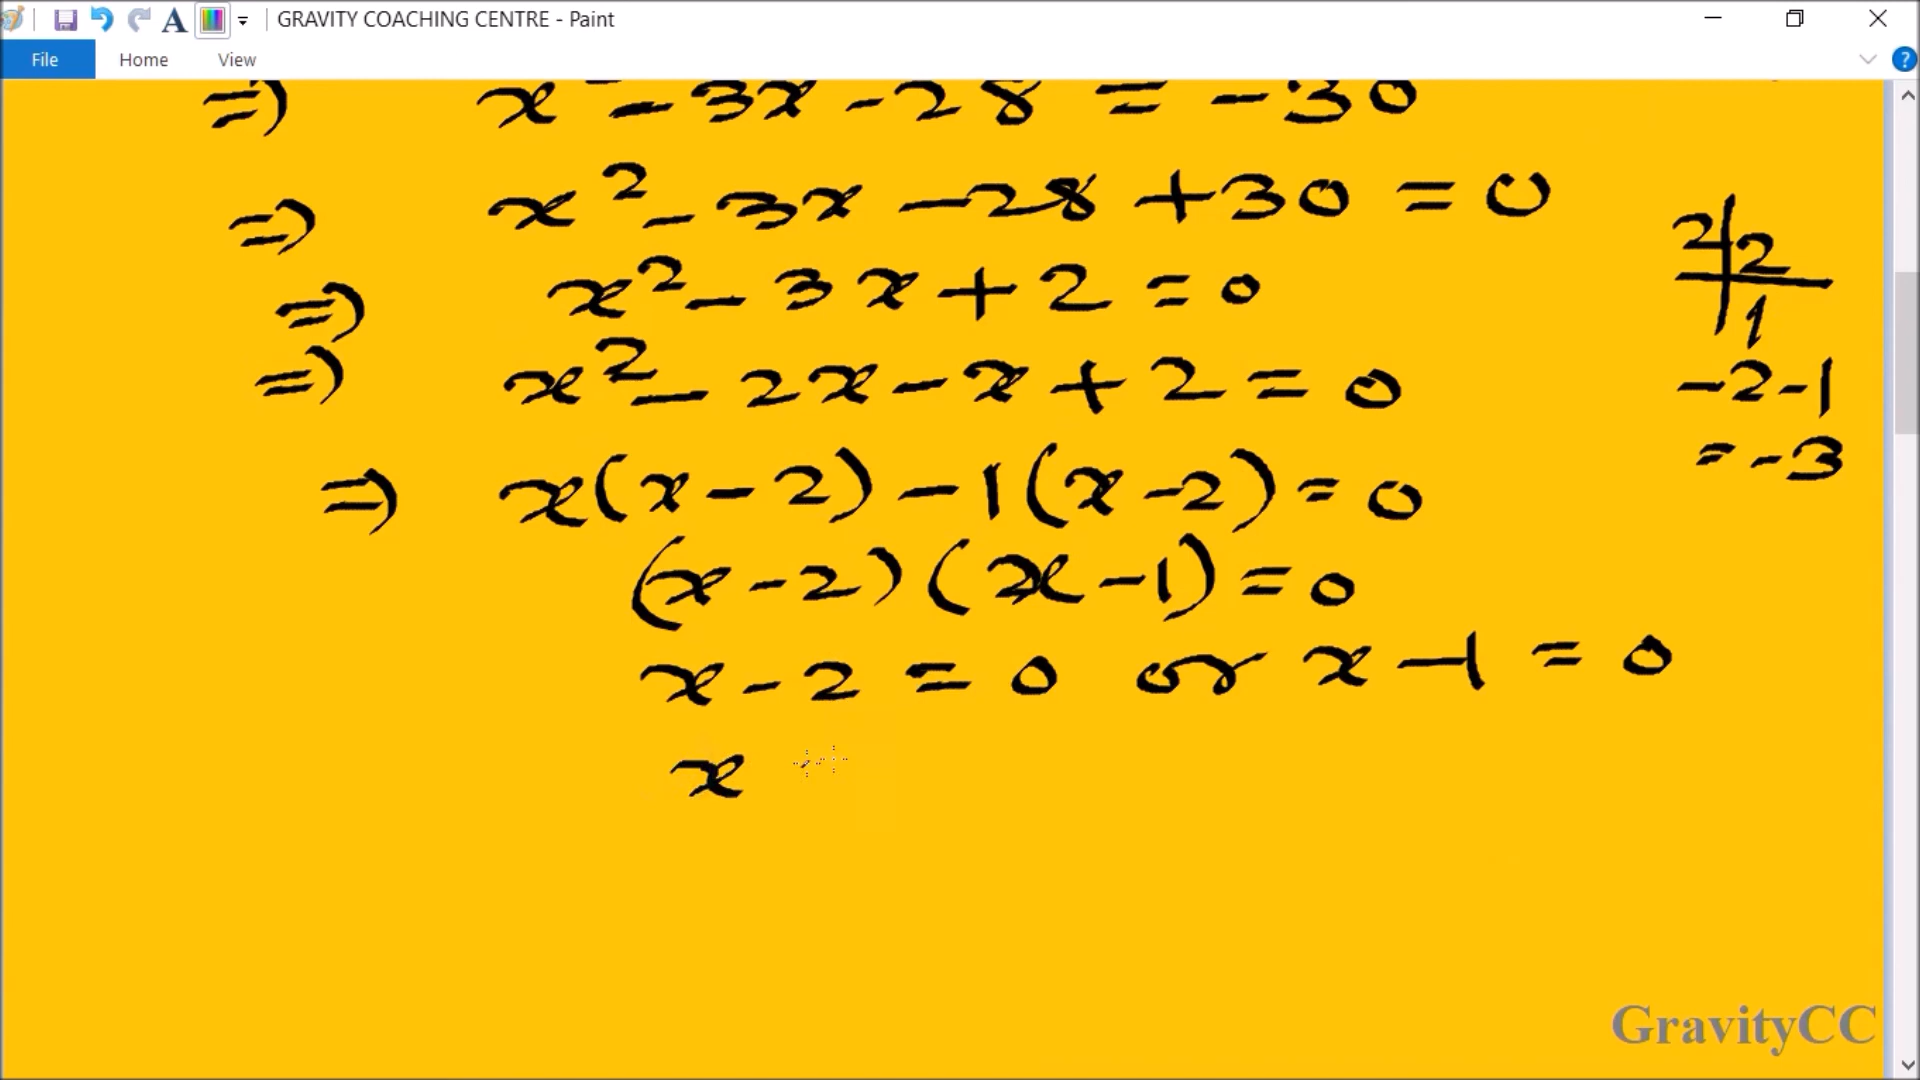 GRAVITY COACHING CENTRE - Paint
File Home View
=> x² - 3x - 28 = -30
=> x² - 3x - 28 + 30 = 0
=> x² - 3x + 2 = 0
=> x² - 2x - x + 2 = 0
=> x(x - 2) - 1(x - 2) = 0
(x - 2)(x - 1) = 0
x - 2 = 0 or x - 1 = 0
x
2 2
1
-2 -1
= -3
GravityCC